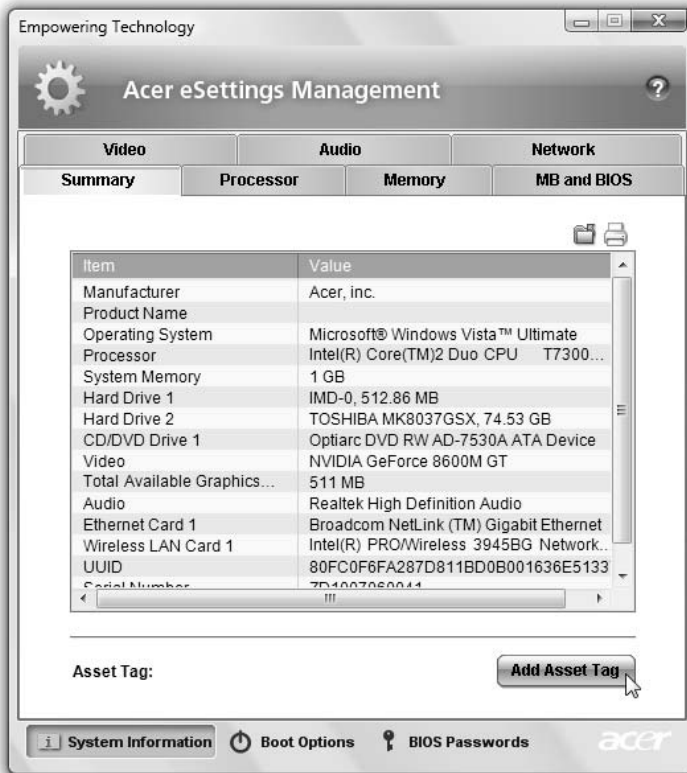 Empowering Technology
Acer eSettings Management
?
Video Audio Network
Summary Processor Memory MB and BIOS
Item Value
Manufacturer Acer, inc.
Product Name
Operating System Microsoft® Windows Vista™ Ultimate
Processor Intel(R) Core(TM)2 Duo CPU T7300...
System Memory 1 GB
Hard Drive 1 IMD-0, 512.86 MB
Hard Drive 2 TOSHIBA MK8037GSX, 74.53 GB
CD/DVD Drive 1 Optiarc DVD RW AD-7530A ATA Device
Video NVIDIA GeForce 8600M GT
Total Available Graphics... 511 MB
Audio Realtek High Definition Audio
Ethernet Card 1 Broadcom NetLink (TM) Gigabit Ethernet
Wireless LAN Card 1 Intel(R) PRO/Wireless 3945BG Network..
UUID 80FC0F6FA287D811BD0B001636E5133
Serial Number
Asset Tag: Add Asset Tag
i System Information Boot Options BIOS Passwords acer